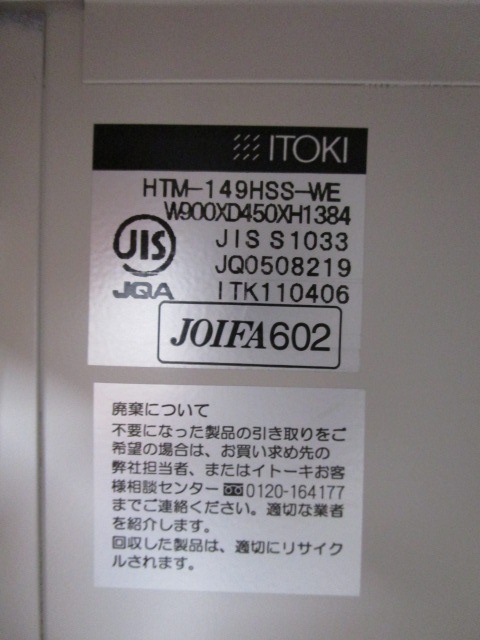 ITOKI
HTM-149HSS-WE
W900XD450XH1384
JIS
JIS S1033
JQ0508219
JQA
ITK110406
JOIFA602
廃棄について
不要になった製品の引き取りをご
希望の場合は、お買い求め先の
弊社担当者、またはイトーキお客
様相談センター0120-164177
までご連絡ください。適切な業者
を紹介します。
回収した製品は、適切にリサイク
ルされます。